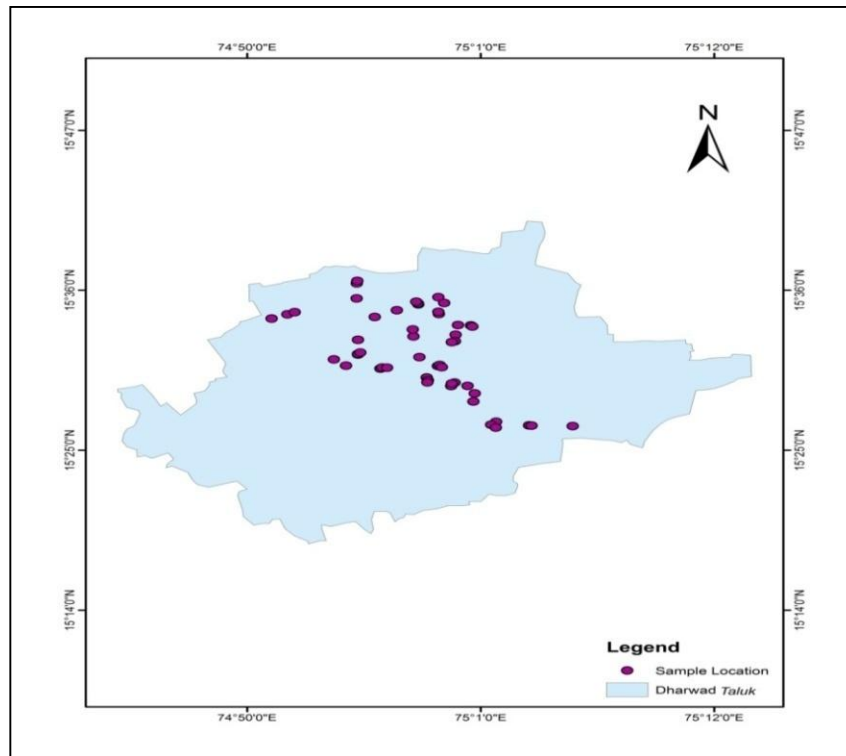 74°50'0"E 75°1'0"E 75°12'0"E
N
15°47'0"N 15°47'0"N
15°36'0"N 15°36'0"N
15°25'0"N 15°25'0"N
15°14'0"N 15°14'0"N
Legend
Sample Location
Dharwad Taluk
74°50'0"E 75°1'0"E 75°12'0"E